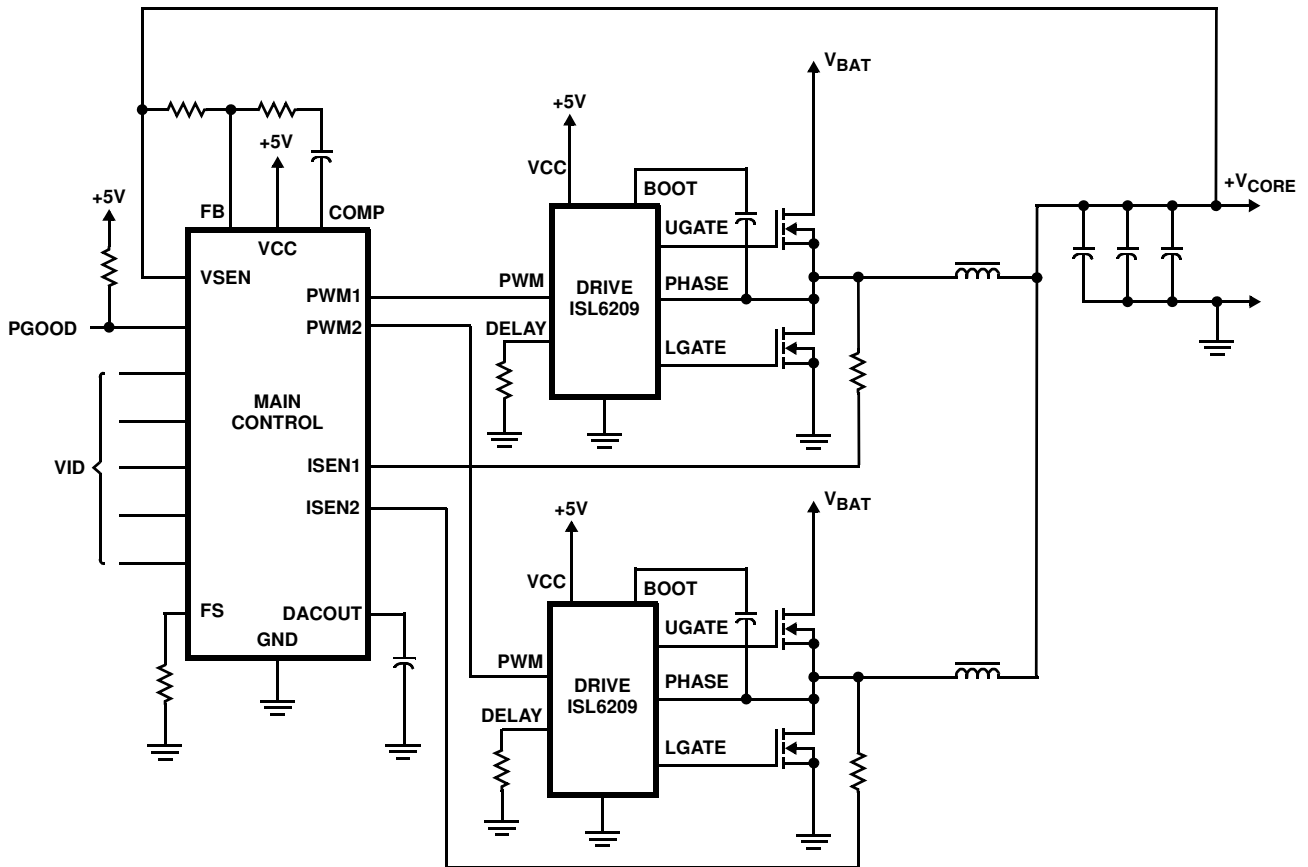 V_BAT
+5V
+5V
VCC
BOOT
+V_CORE
+5V
FB
COMP
VCC
UGATE
VSEN
PWM
DRIVE
ISL6209
PHASE
PWM1
PGOOD
PWM2
DELAY
LGATE
MAIN
CONTROL
VID
ISEN1
ISEN2
V_BAT
+5V
VCC
BOOT
FS
DACOUT
GND
UGATE
PWM
DRIVE
ISL6209
PHASE
DELAY
LGATE